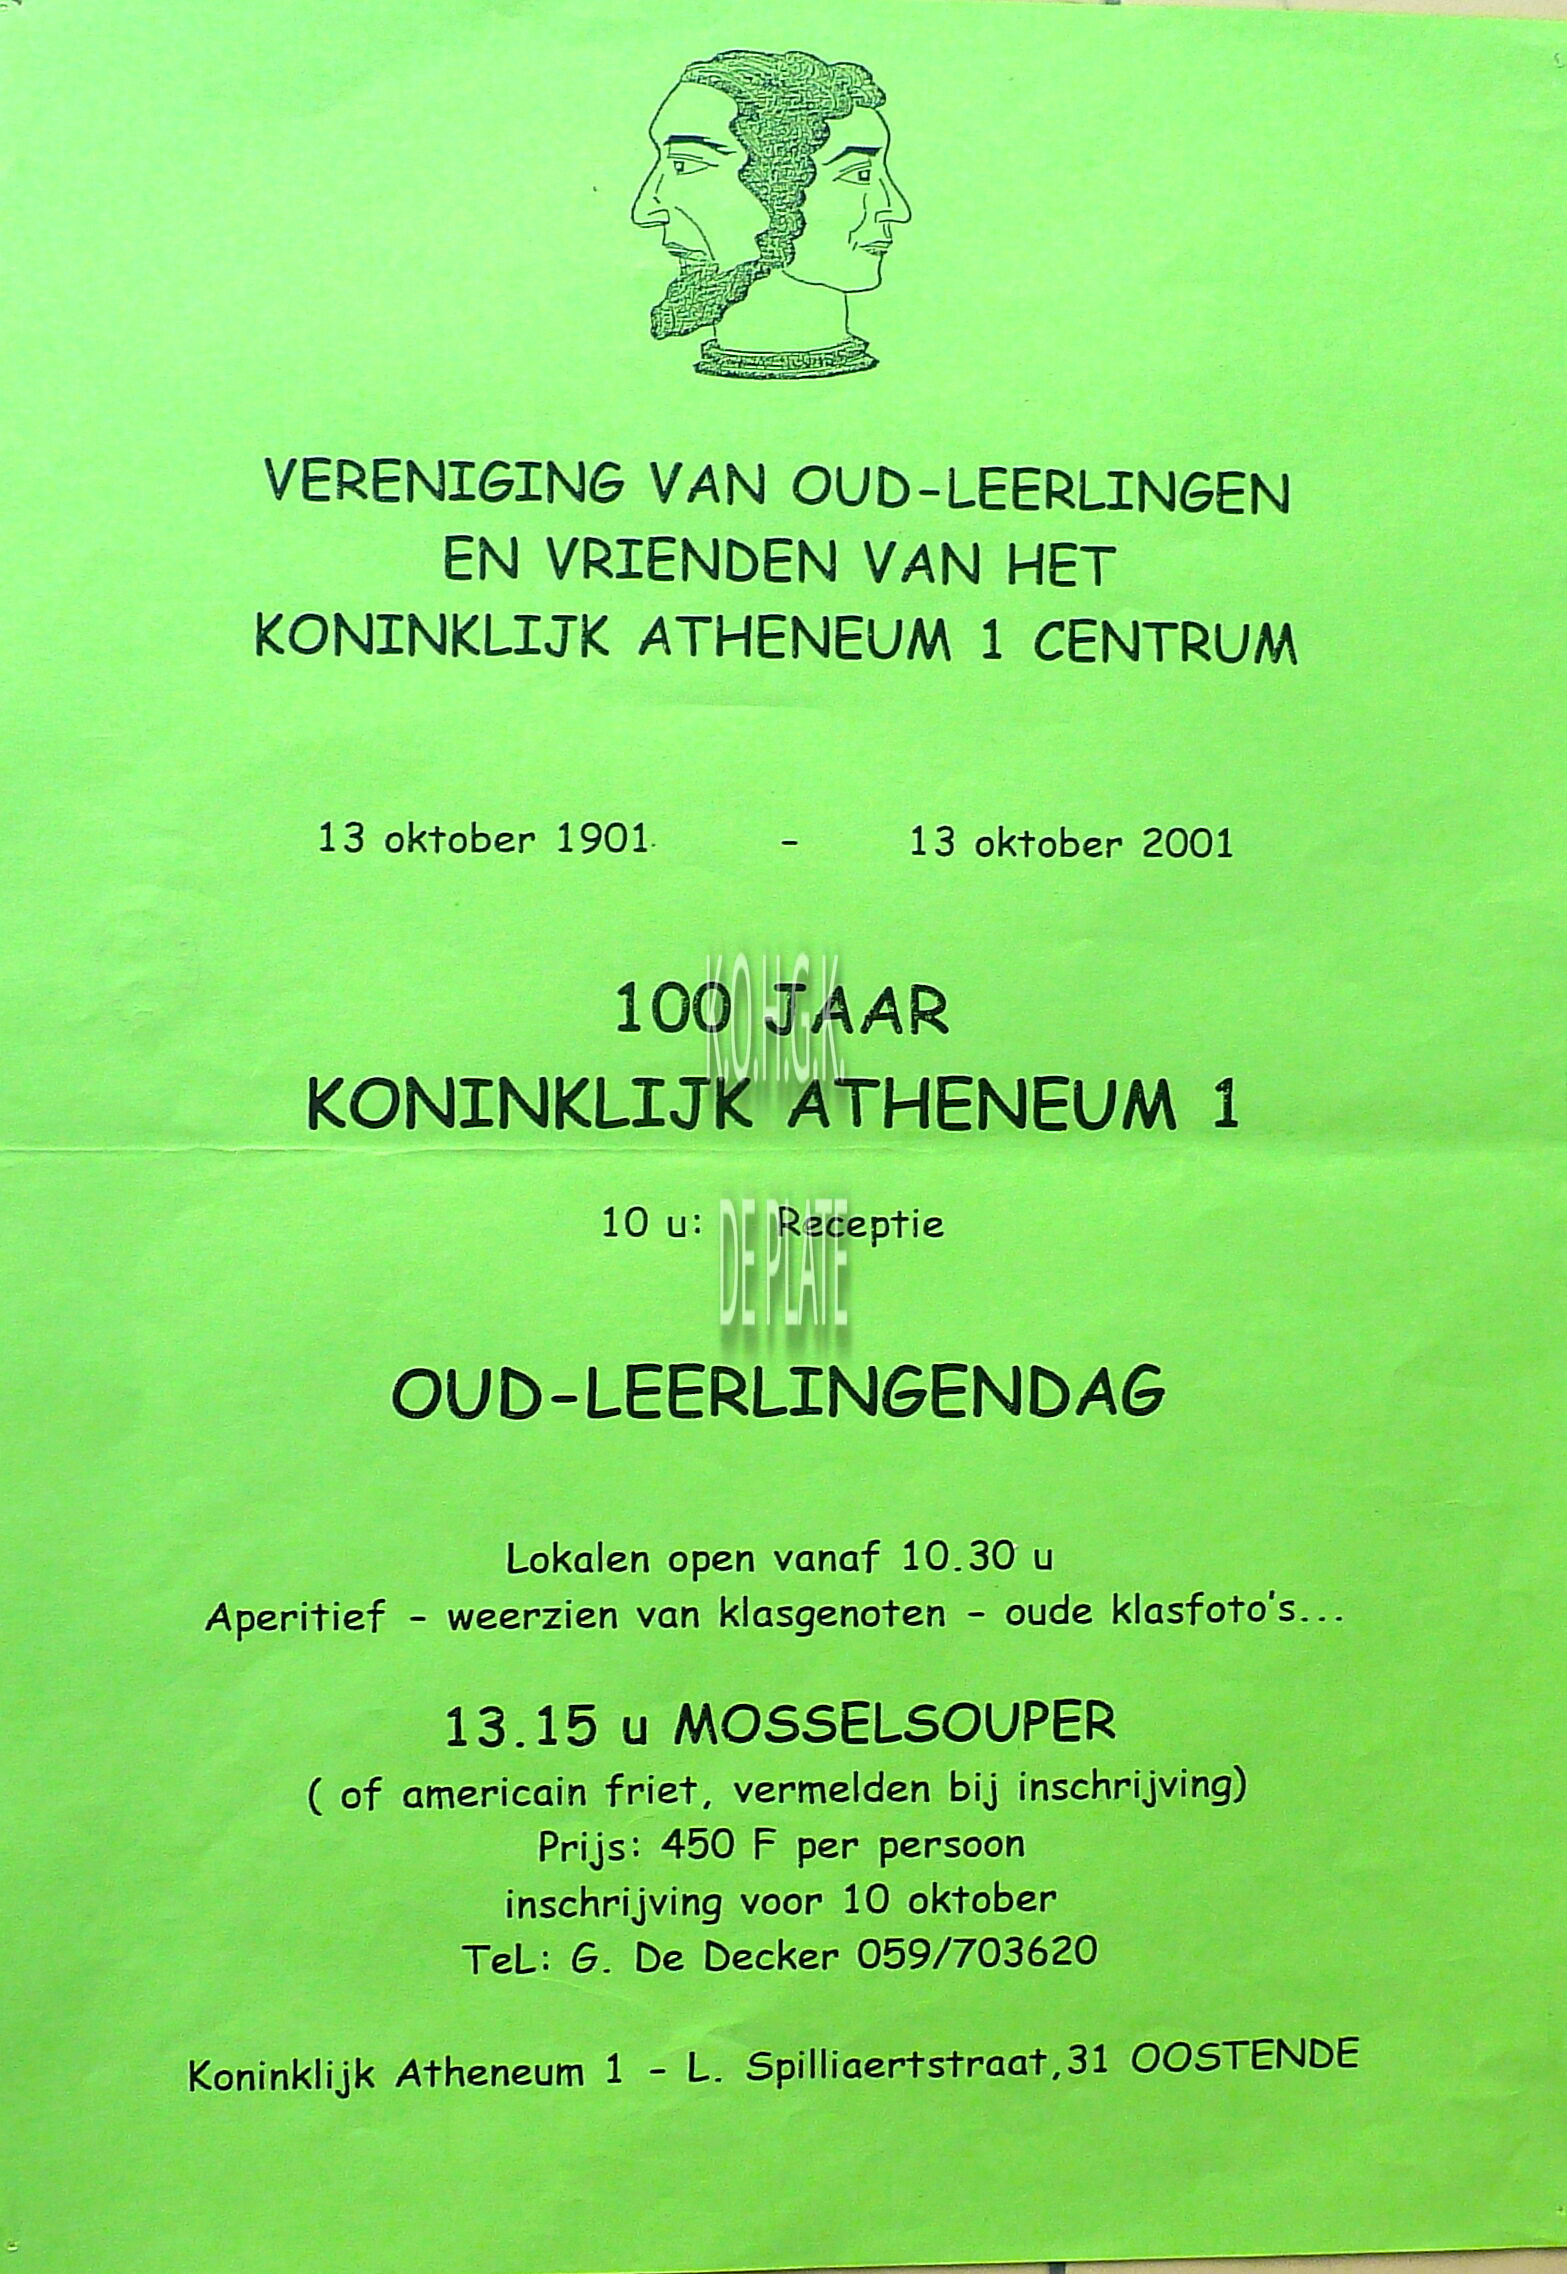 VERENIGING VAN OUD-LEERLINGEN
EN VRIENDEN VAN HET
KONINKLIJK ATHENEUM 1 CENTRUM
13 oktober 1901 - 13 oktober 2001
K.O.H.G.K.
100 JAAR
KONINKLIJK ATHENEUM 1
10 u: Receptie
DE PLATE
OUD-LEERLINGENDAG
Lokalen open vanaf 10.30 u
Aperitief - weerzien van klasgenoten - oude klasfoto's...
13.15 u MOSSELSOUPER
( of americain friet, vermelden bij inschrijving)
Prijs: 450 F per persoon
inschrijving voor 10 oktober
TeL: G. De Decker 059/703620
Koninklijk Atheneum 1 - L. Spilliaertstraat,31 OOSTENDE